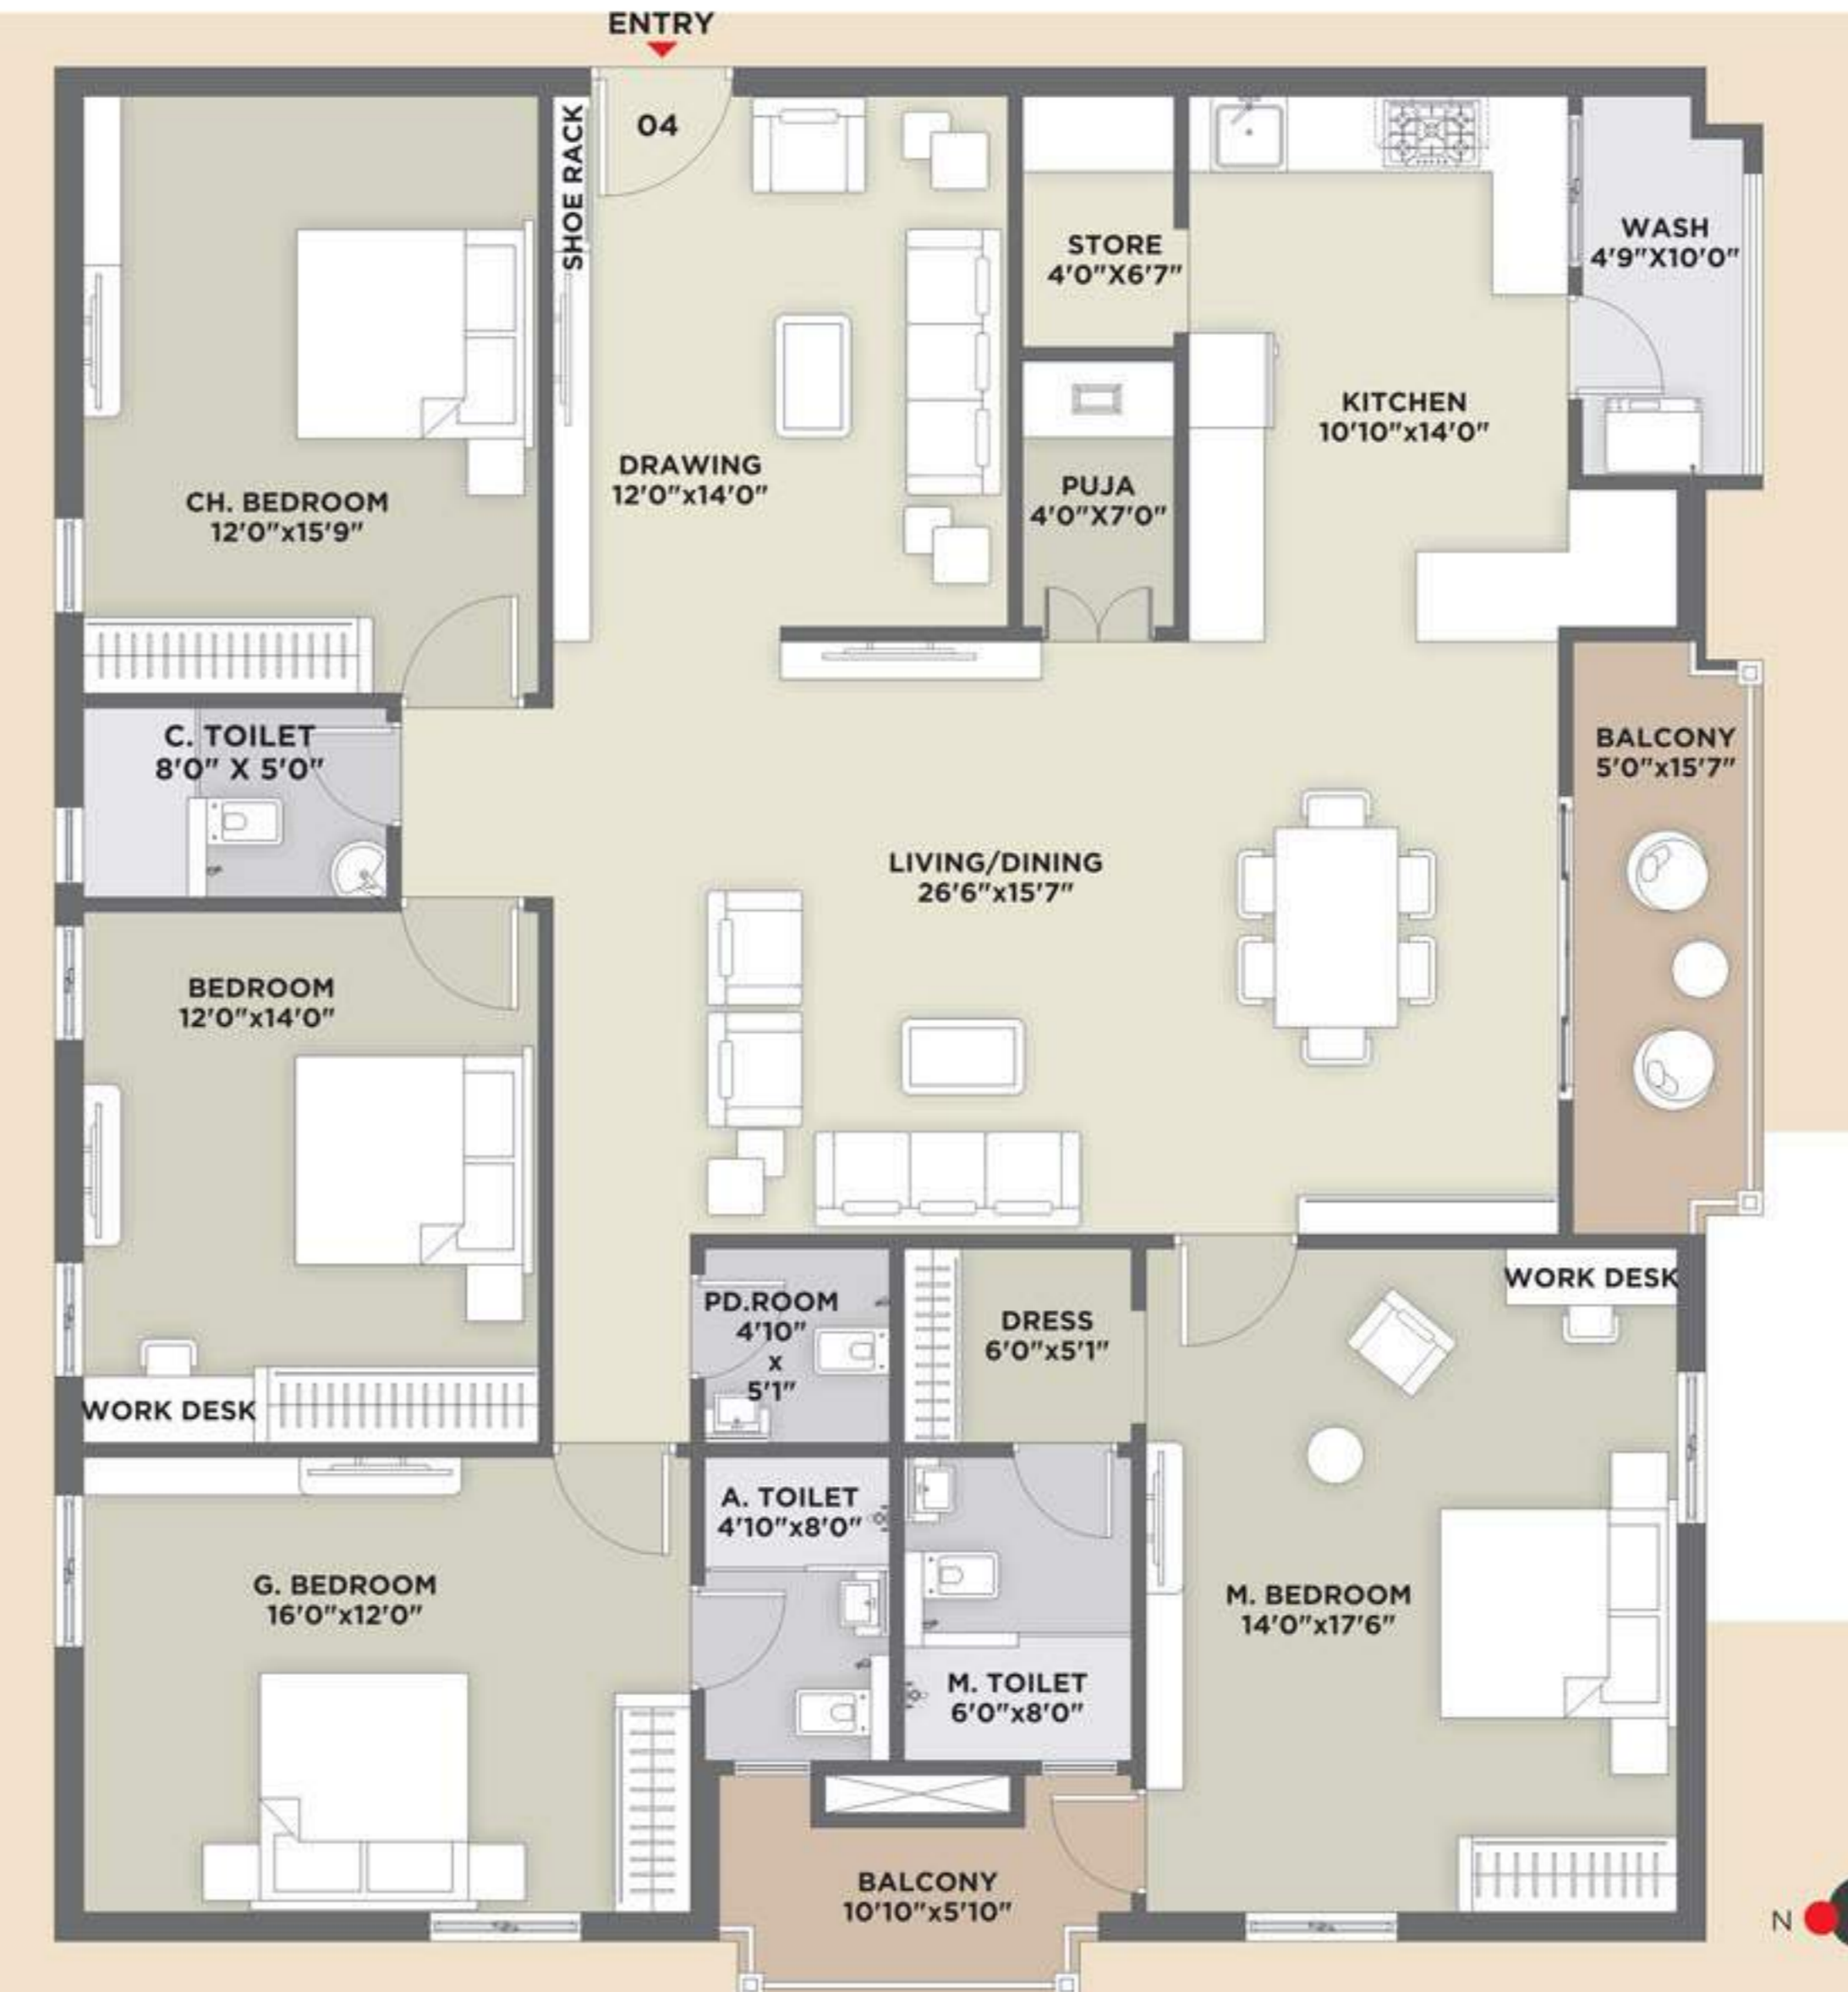 ENTRY
04
SHOE RACK
STORE
4'0"X6'7"
WASH
4'9"X10'0"
KITCHEN
10'10"x14'0"
DRAWING
12'0"x14'0"
PUJA
4'0"X7'0"
CH. BEDROOM
12'0"x15'9"
C. TOILET
8'0" X 5'0"
BALCONY
5'0"x15'7"
LIVING/DINING
26'6"x15'7"
BEDROOM
12'0"x14'0"
WORK DESK
PD.ROOM
4'10"
x
5'1"
DRESS
6'0"x5'1"
WORK DESK
A. TOILET
4'10"x8'0"
G. BEDROOM
16'0"x12'0"
M. BEDROOM
14'0"x17'6"
M. TOILET
6'0"x8'0"
BALCONY
10'10"x5'10"
N